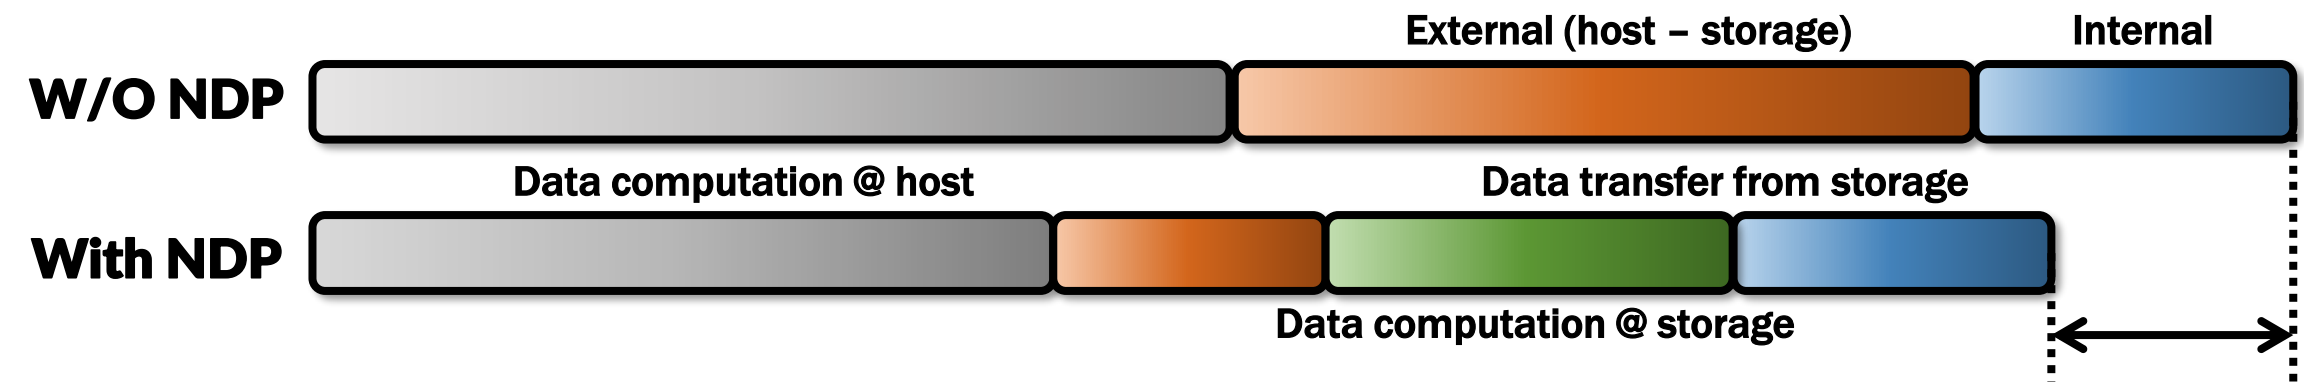 External (host – storage)
Internal
W/O NDP
Data computation @ host
Data transfer from storage
With NDP
Data computation @ storage